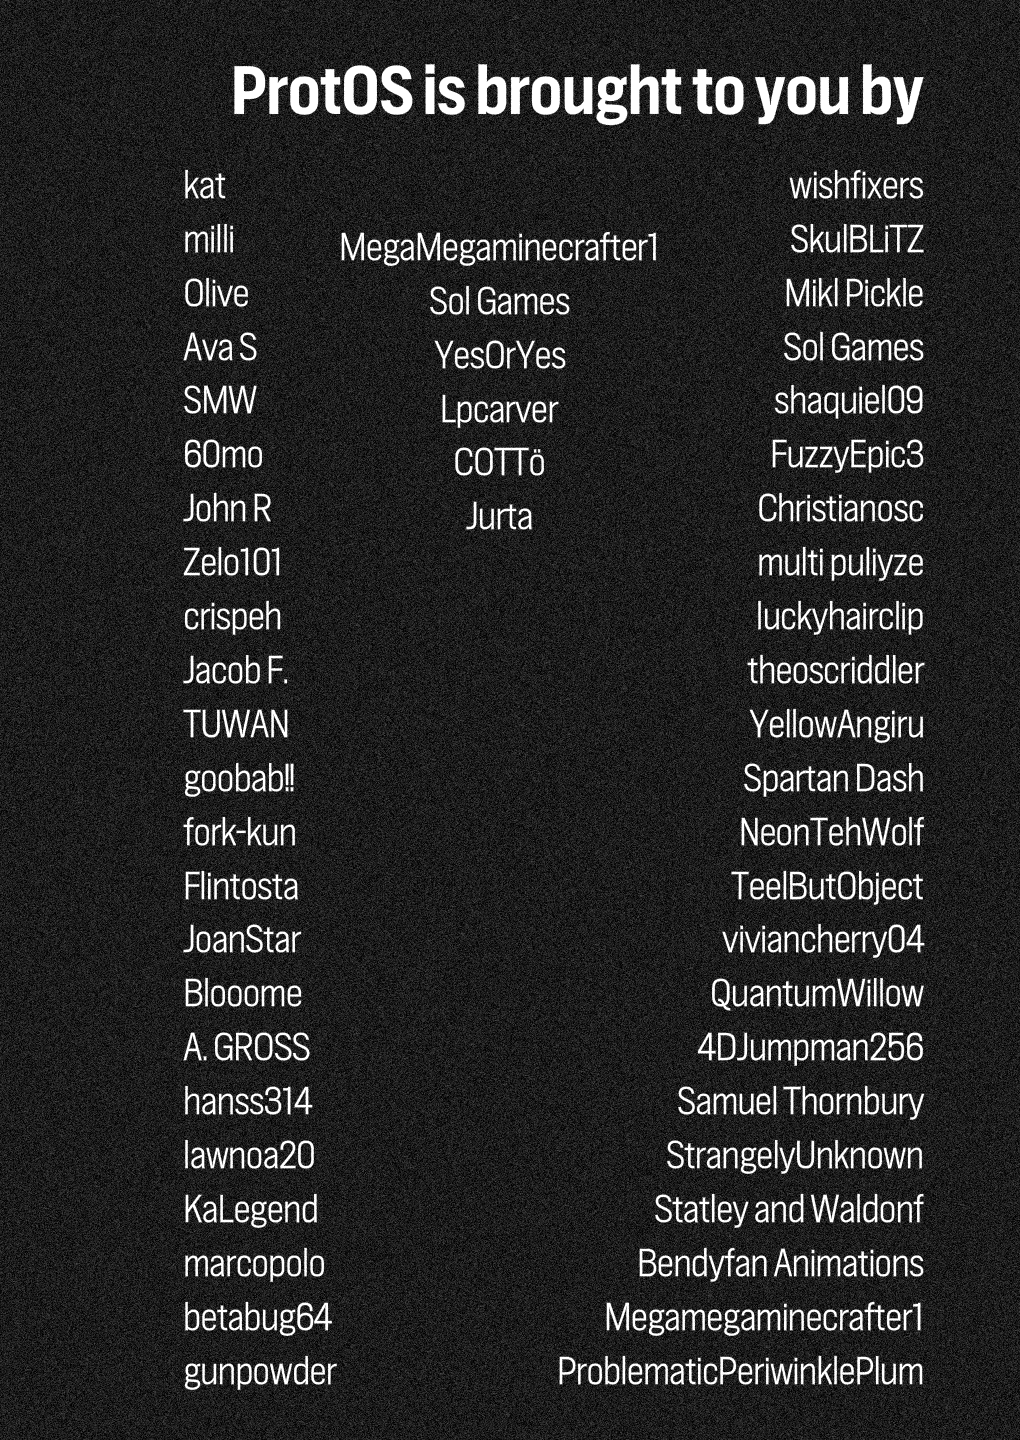 ProtOS is brought to you by
kat
milli
Olive
Ava S
SMW
60mo
John R
Zelo101
crispeh
Jacob F.
TUWAN
goobab!!
fork-kun
Flintosta
JoanStar
Blooome
A. GROSS
hanss314
lawnoa20
KaLegend
marcopolo
betabug64
gunpowder
MegaMegaminecrafter1
Sol Games
YesOrYes
Lpcarver
COTTö
Jurta
wishfixers
SkulBLiTZ
Mikl Pickle
Sol Games
shaquiel09
FuzzyEpic3
Christianosc
multi puliyze
luckyhairclip
theoscriddler
YellowAngiru
Spartan Dash
NeonTehWolf
TeelButObject
viviancherry04
QuantumWillow
4DJumpman256
Samuel Thornbury
StrangelyUnknown
Statley and Waldonf
Bendyfan Animations
Megamegaminecrafter1
ProblematicPeriwinklePlum